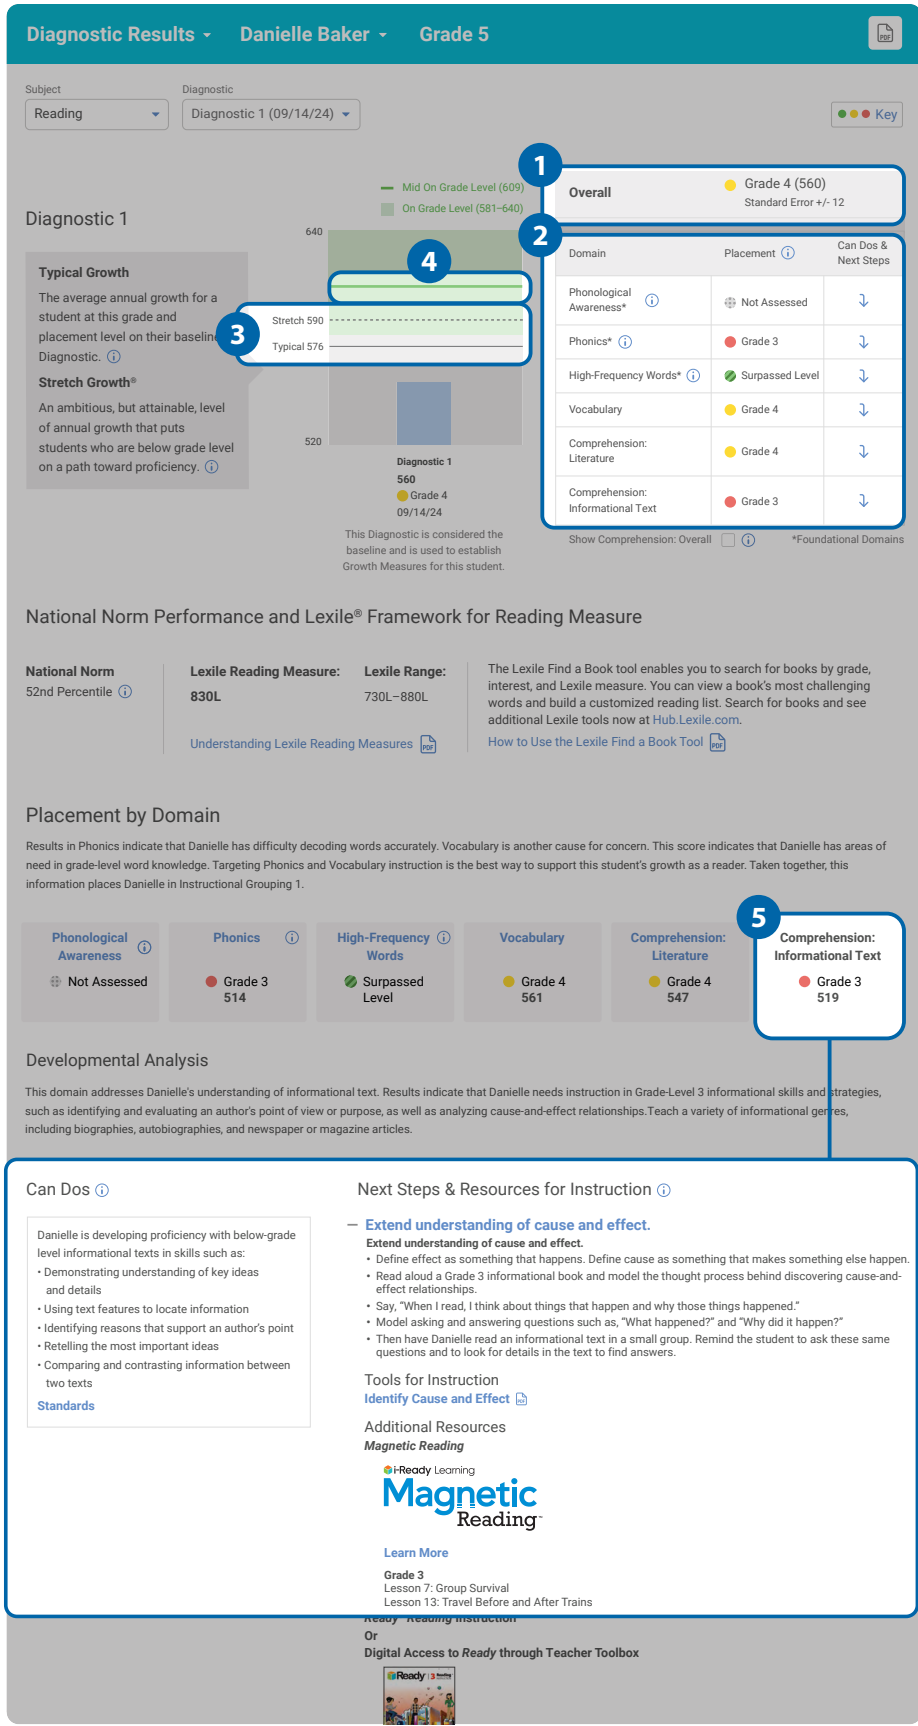 Diagnostic Results
Danielle Baker
Grade 5
PDF
Subject
Diagnostic
Reading
Diagnostic 1 (09/14/24)
Key
Diagnostic 1
Typical Growth
The average annual growth for a
student at this grade and
placement level on their baseline
Diagnostic.
Stretch Growth®
An ambitious, but attainable, level
of annual growth that puts
students who are below grade level
on a path toward proficiency.
Mid On Grade Level (609)
On Grade Level (581–640)
640
4
3
Stretch 590
Typical 576
520
Diagnostic 1
560
Grade 4
09/14/24
This Diagnostic is considered the
baseline and is used to establish
Growth Measures for this student.
1
Overall
Grade 4 (560)
Standard Error +/- 12
2
Domain
Placement
Can Dos &
Next Steps
Phonological
Awareness*
Not Assessed
Phonics*
Grade 3
High-Frequency Words*
Surpassed Level
Vocabulary
Grade 4
Comprehension:
Literature
Grade 4
Comprehension:
Informational Text
Grade 3
Show Comprehension: Overall
*Foundational Domains
National Norm Performance and Lexile® Framework for Reading Measure
National Norm
52nd Percentile
Lexile Reading Measure:
830L
Lexile Range:
730L–880L
Understanding Lexile Reading Measures PDF
The Lexile Find a Book tool enables you to search for books by grade,
interest, and Lexile measure. You can view a book's most challenging
words and build a customized reading list. Search for books and see
additional Lexile tools now at Hub.Lexile.com.
How to Use the Lexile Find a Book Tool PDF
Placement by Domain
Results in Phonics indicate that Danielle has difficulty decoding words accurately. Vocabulary is another cause for concern. This score indicates that Danielle has areas of
need in grade-level word knowledge. Targeting Phonics and Vocabulary instruction is the best way to support this student's growth as a reader. Taken together, this
information places Danielle in Instructional Grouping 1.
Phonological
Awareness
Not Assessed
Phonics
Grade 3
514
High-Frequency
Words
Surpassed
Level
Vocabulary
Grade 4
561
Comprehension:
Literature
Grade 4
547
5
Comprehension:
Informational Text
Grade 3
519
Developmental Analysis
This domain addresses Danielle's understanding of informational text. Results indicate that Danielle needs instruction in Grade-Level 3 informational skills and strategies,
such as identifying and evaluating an author's point of view or purpose, as well as analyzing cause-and-effect relationships.Teach a variety of informational genres,
including biographies, autobiographies, and newspaper or magazine articles.
Can Dos
Danielle is developing proficiency with below-grade
level informational texts in skills such as:
• Demonstrating understanding of key ideas
and details
• Using text features to locate information
• Identifying reasons that support an author's point
• Retelling the most important ideas
• Comparing and contrasting information between
two texts
Standards
Next Steps & Resources for Instruction
— Extend understanding of cause and effect.
Extend understanding of cause and effect.
• Define effect as something that happens. Define cause as something that makes something else happen.
• Read aloud a Grade 3 informational book and model the thought process behind discovering cause-and-
effect relationships.
• Say, "When I read, I think about things that happen and why those things happened."
• Model asking and answering questions such as, "What happened?" and "Why did it happen?"
• Then have Danielle read an informational text in a small group. Remind the student to ask these same
questions and to look for details in the text to find answers.
Tools for Instruction
Identify Cause and Effect PDF
Additional Resources
Magnetic Reading
i-Ready Learning
Magnetic
Reading™
Learn More
Grade 3
Lesson 7: Group Survival
Lesson 13: Travel Before and After Trains
Ready® Reading Instruction
Or
Digital Access to Ready through Teacher Toolbox
Ready 3 Reading